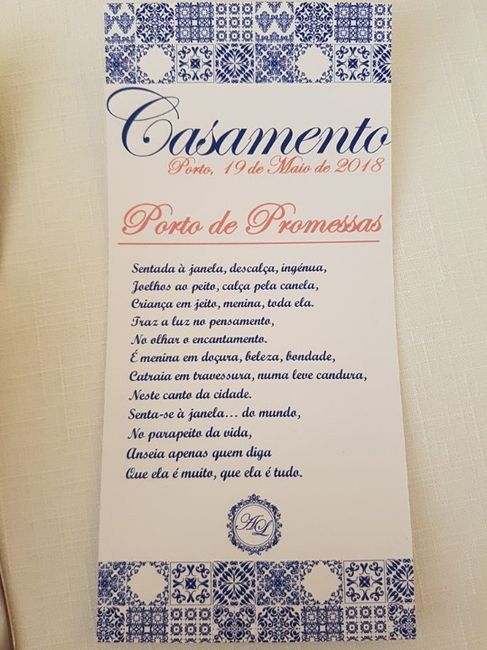 Casamento
Porto, 19 de Maio de 2018
Porto de Promessas
Sentada à janela, descalça, ingénua,
Joelhos ao peito, calça pela canela,
Criança em jeito, menina, toda ela.
Traz a luz no pensamento,
No olhar o encantamento.
É menina em doçura, beleza, bondade,
Catraia em travessura, numa leve candura,
Neste canto da cidade.
Senta-se à janela... do mundo,
No parapeito da vida,
Anseia apenas quem diga
Que ela é muito, que ela é tudo.
AL